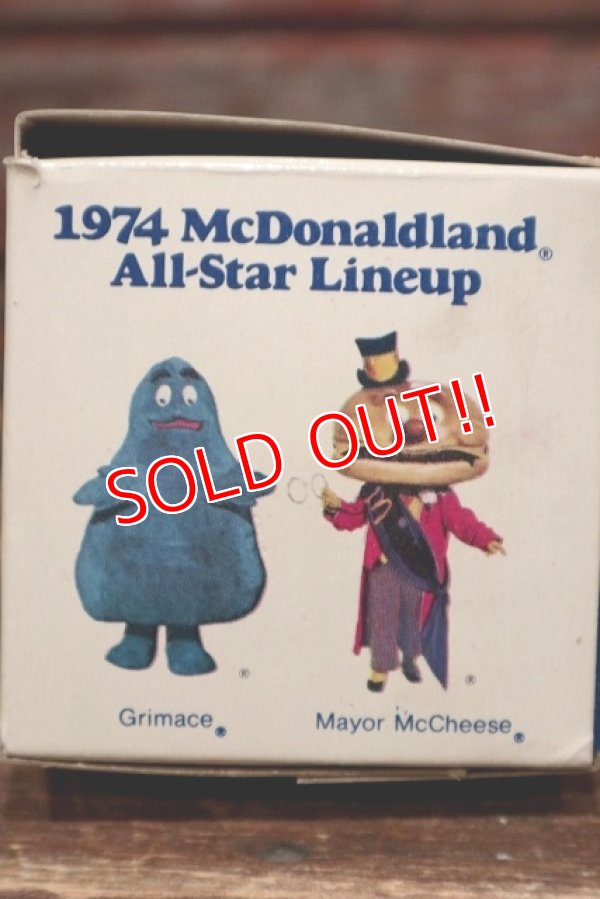 1974 McDonaldland®
All-Star Lineup
SOLD OUT!!
®
®
Grimace®
Mayor McCheese®